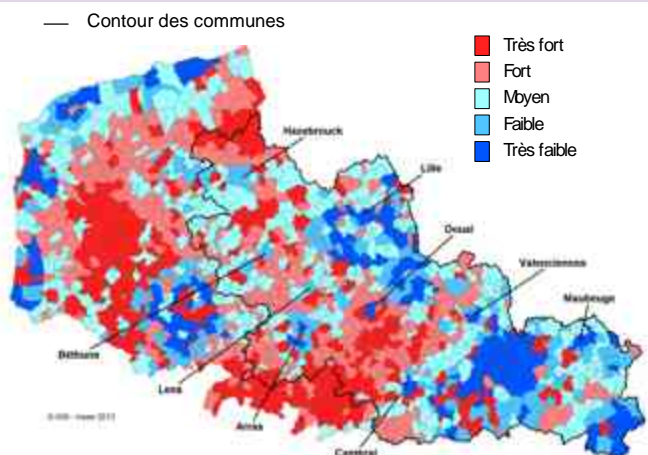 Contour des communes
Très fort
Fort
Moyen
Faible
Très faible
Hazebrouck
Lille
Douai
Valenciennes
Maubeuge
Béthune
Lens
Arras
Cambrai